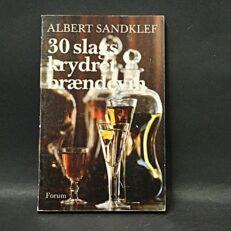 ALBERT SANDKLEF
30 slags
krydret
brændevin
Forum